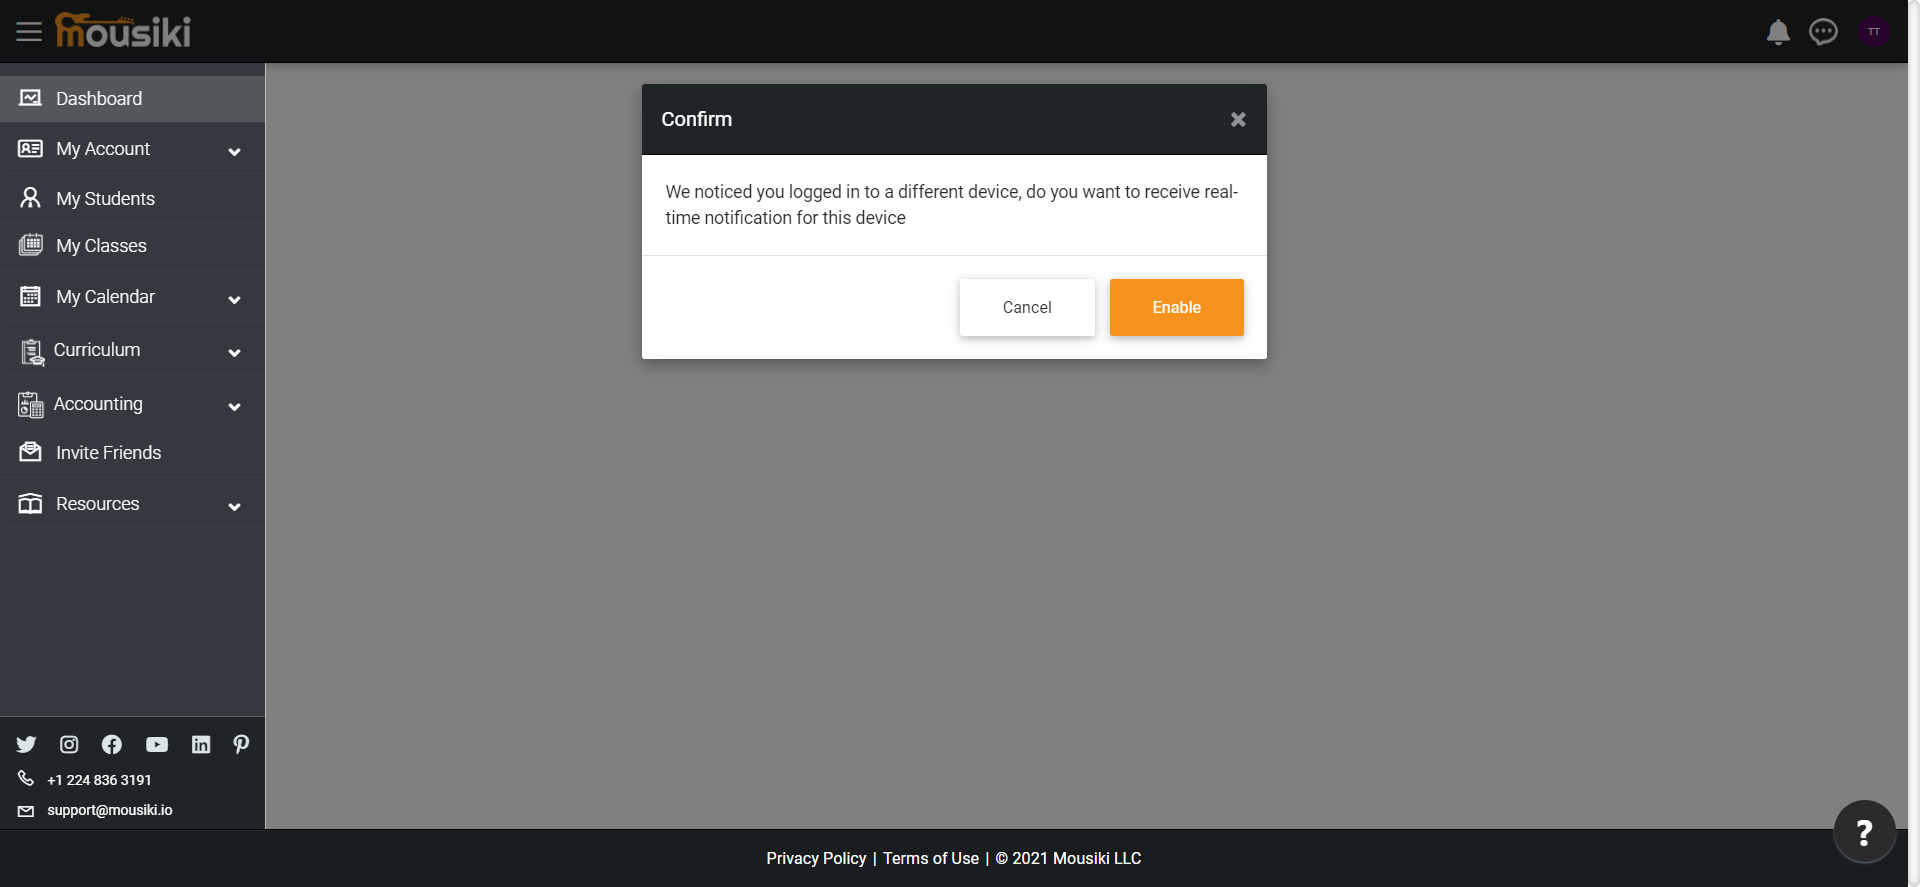 mousiki
TT
Dashboard
My Account
My Students
My Classes
My Calendar
Curriculum
Accounting
Invite Friends
Resources
+1 224 836 3191
support@mousiki.io
Confirm
We noticed you logged in to a different device, do you want to receive real-
time notification for this device
Cancel
Enable
?
Privacy Policy | Terms of Use | © 2021 Mousiki LLC